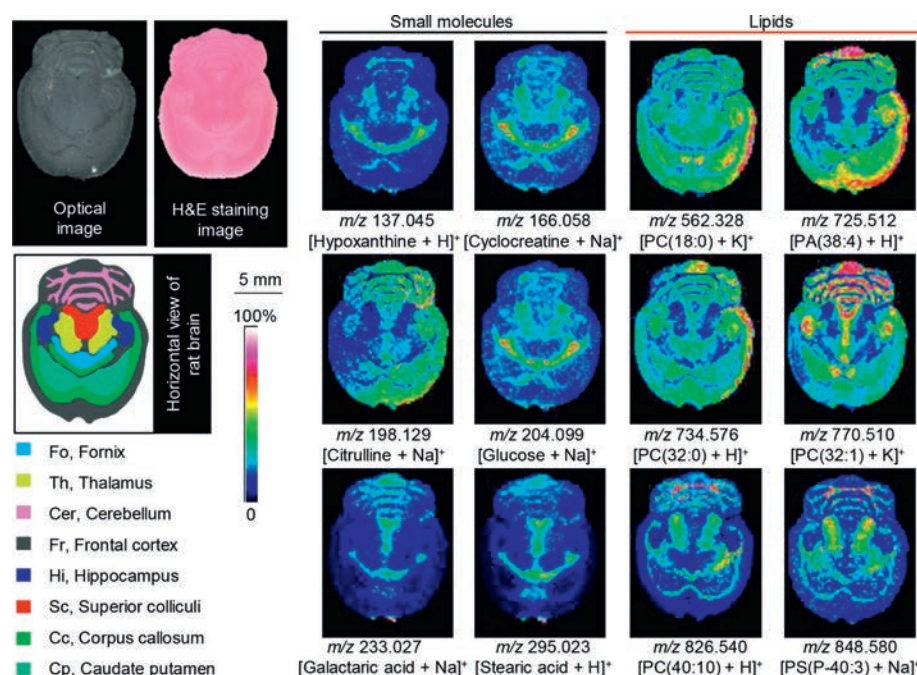 Small molecules
Lipids
Optical
image
H&E staining
image
m/z 137.045
[Hypoxanthine + H]⁺
m/z 166.058
[Cyclocreatine + Na]⁺
m/z 562.328
[PC(18:0) + K]⁺
m/z 725.512
[PA(38:4) + H]⁺
Horizontal view of
rat brain
5 mm
100%
0
m/z 198.129
[Citrulline + Na]⁺
m/z 204.099
[Glucose + Na]⁺
m/z 734.576
[PC(32:0) + H]⁺
m/z 770.510
[PC(32:1) + K]⁺
Fo, Fornix
Th, Thalamus
Cer, Cerebellum
Fr, Frontal cortex
Hi, Hippocampus
Sc, Superior colliculi
Cc, Corpus callosum
Cp, Caudate putamen
m/z 233.027
[Galactaric acid + Na]⁺
m/z 295.023
[Stearic acid + H]⁺
m/z 826.540
[PC(40:10) + H]⁺
m/z 848.580
[PS(P-40:3) + Na]⁺